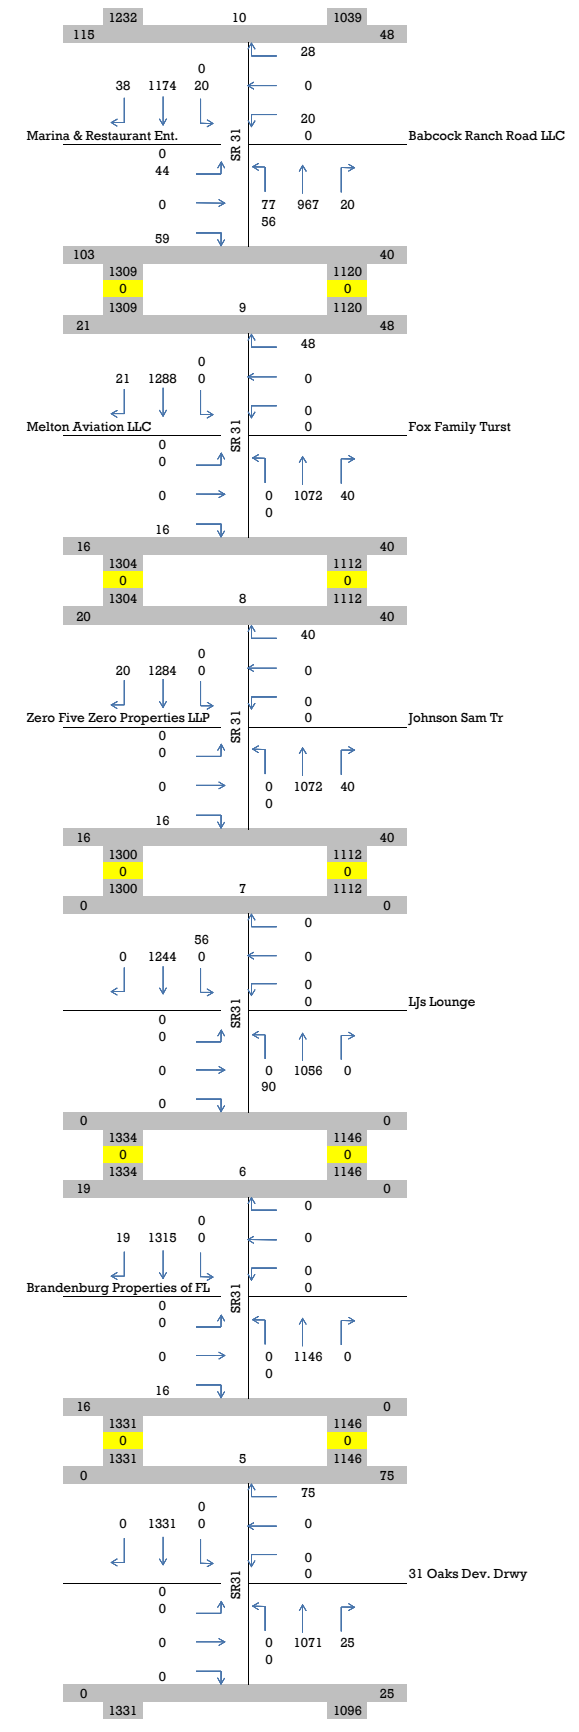 1232 10 1039
115 48
28
0
38 1174 20 0
20
Marina & Restaurant Ent. SR 31 0 Babcock Ranch Road LLC
0
44
0 77 967 20
56
59
103 40
1309 1120
0 0
1309 9 1120
21 48
48
0
21 1288 0 0
0
Melton Aviation LLC SR 31 0 Fox Family Turst
0
0
0 0 1072 40
0
16
16 40
1304 1112
0 0
1304 8 1112
20 40
40
0
20 1284 0 0
0
Zero Five Zero Properties LLP SR 31 0 Johnson Sam Tr
0
0
0 0 1072 40
0
16
16 40
1300 1112
0 0
1300 7 1112
0 0
0
56
0 1244 0 0
0
SR31 0 LJs Lounge
0
0
0 0 1056 0
90
0
0 0
1334 1146
0 0
1334 6 1146
19 0
0
0
19 1315 0 0
0
Brandenburg Properties of FL SR31 0
0
0
0 0 1146 0
0
16
16 0
1331 1146
0 0
1331 5 1146
0 75
75
0
0 1331 0 0
0
SR31 0 31 Oaks Dev. Drwy
0
0
0 0 1071 25
0
0
0 25
1331 1096